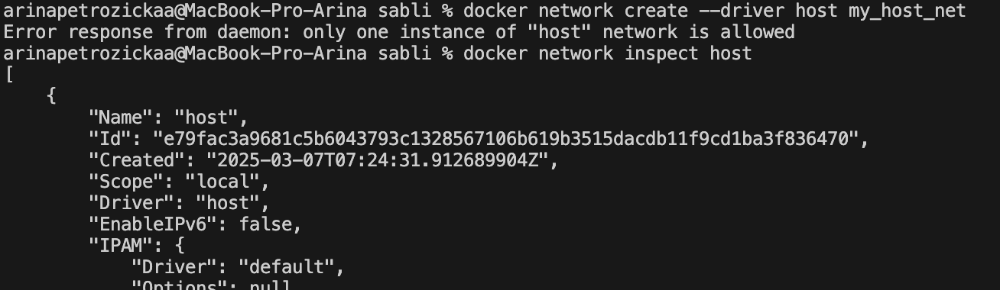 arinapetrozickaa@MacBook-Pro-Arina sabli % docker network create --driver host my_host_net
Error response from daemon: only one instance of "host" network is allowed
arinapetrozickaa@MacBook-Pro-Arina sabli % docker network inspect host
[
    {
        "Name": "host",
        "Id": "e79fac3a9681c5b6043793c1328567106b619b3515dacdb11f9cd1ba3f836470",
        "Created": "2025-03-07T07:24:31.912689904Z",
        "Scope": "local",
        "Driver": "host",
        "EnableIPv6": false,
        "IPAM": {
            "Driver": "default",
            "Options": null